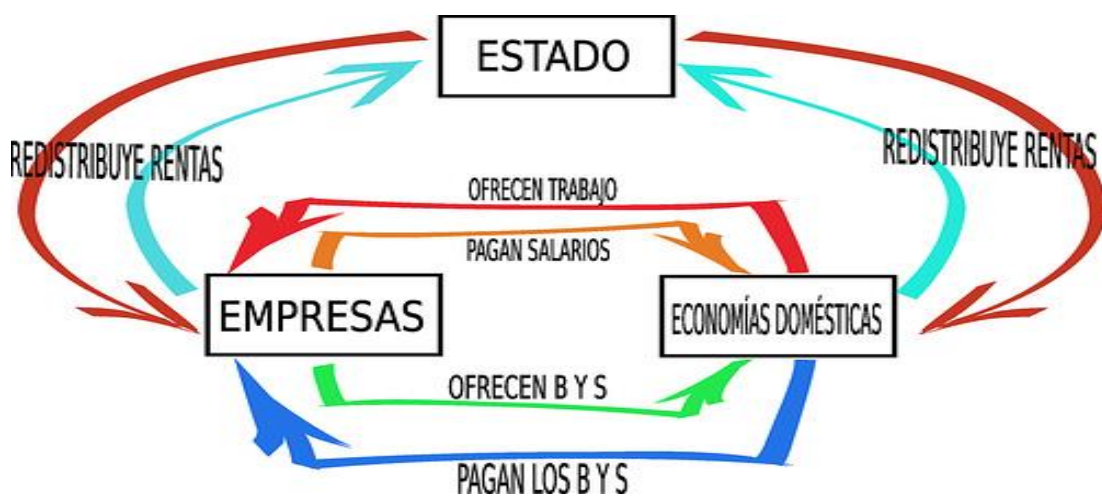 ESTADO
REDISTRIBUYE RENTAS
REDISTRIBUYE RENTAS
OFRECEN TRABAJO
PAGAN SALARIOS
EMPRESAS
ECONOMÍAS DOMÉSTICAS
OFRECEN B Y S
PAGAN LOS B Y S